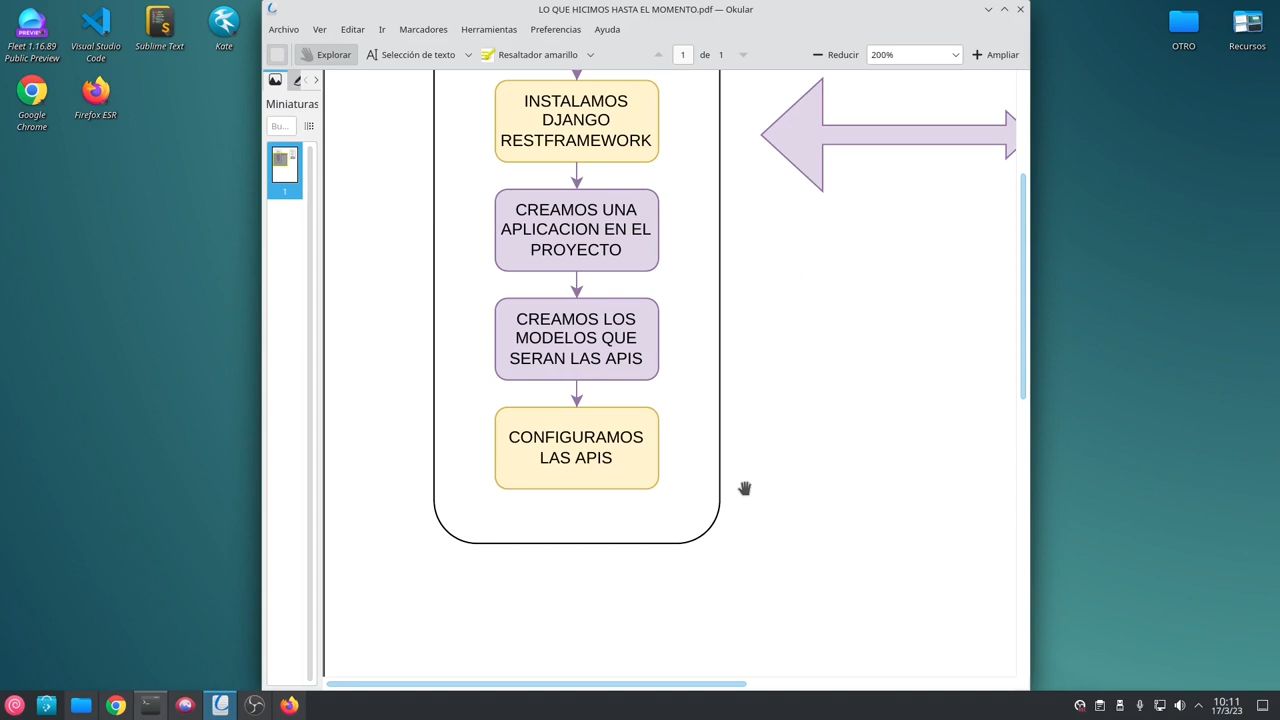 LO QUE HICIMOS HASTA EL MOMENTO.pdf — Okular
Archivo Ver Editar Ir Marcadores Herramientas Preferencias Ayuda
Explorar Selección de texto Resaltador amarillo 1 de 1 Reducir 200% Ampliar
Miniaturas
Bu...
1
INSTALAMOS
DJANGO
RESTFRAMEWORK
CREAMOS UNA
APLICACION EN EL
PROYECTO
CREAMOS LOS
MODELOS QUE
SERAN LAS APIS
CONFIGURAMOS
LAS APIS
PREVIEW
Fleet 1.16.89
Public Preview
Visual Studio
Code
Sublime Text
Kate
Google
Chrome
Firefox ESR
OTRO
Recursos
10:11
17/3/23